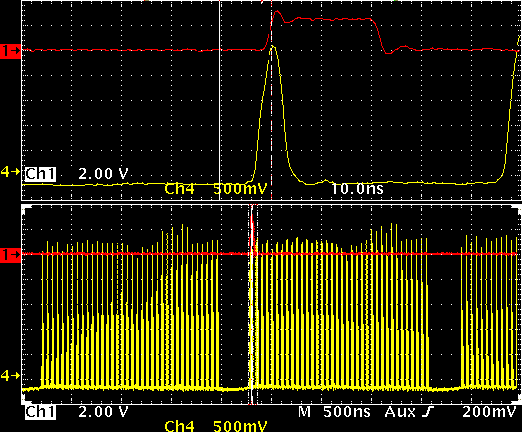 1
4
Ch1 2.00 V
Ch4 500mV 10.0ns
1
4
Ch1 2.00 V M 500ns Aux 200mV
Ch4 500mV